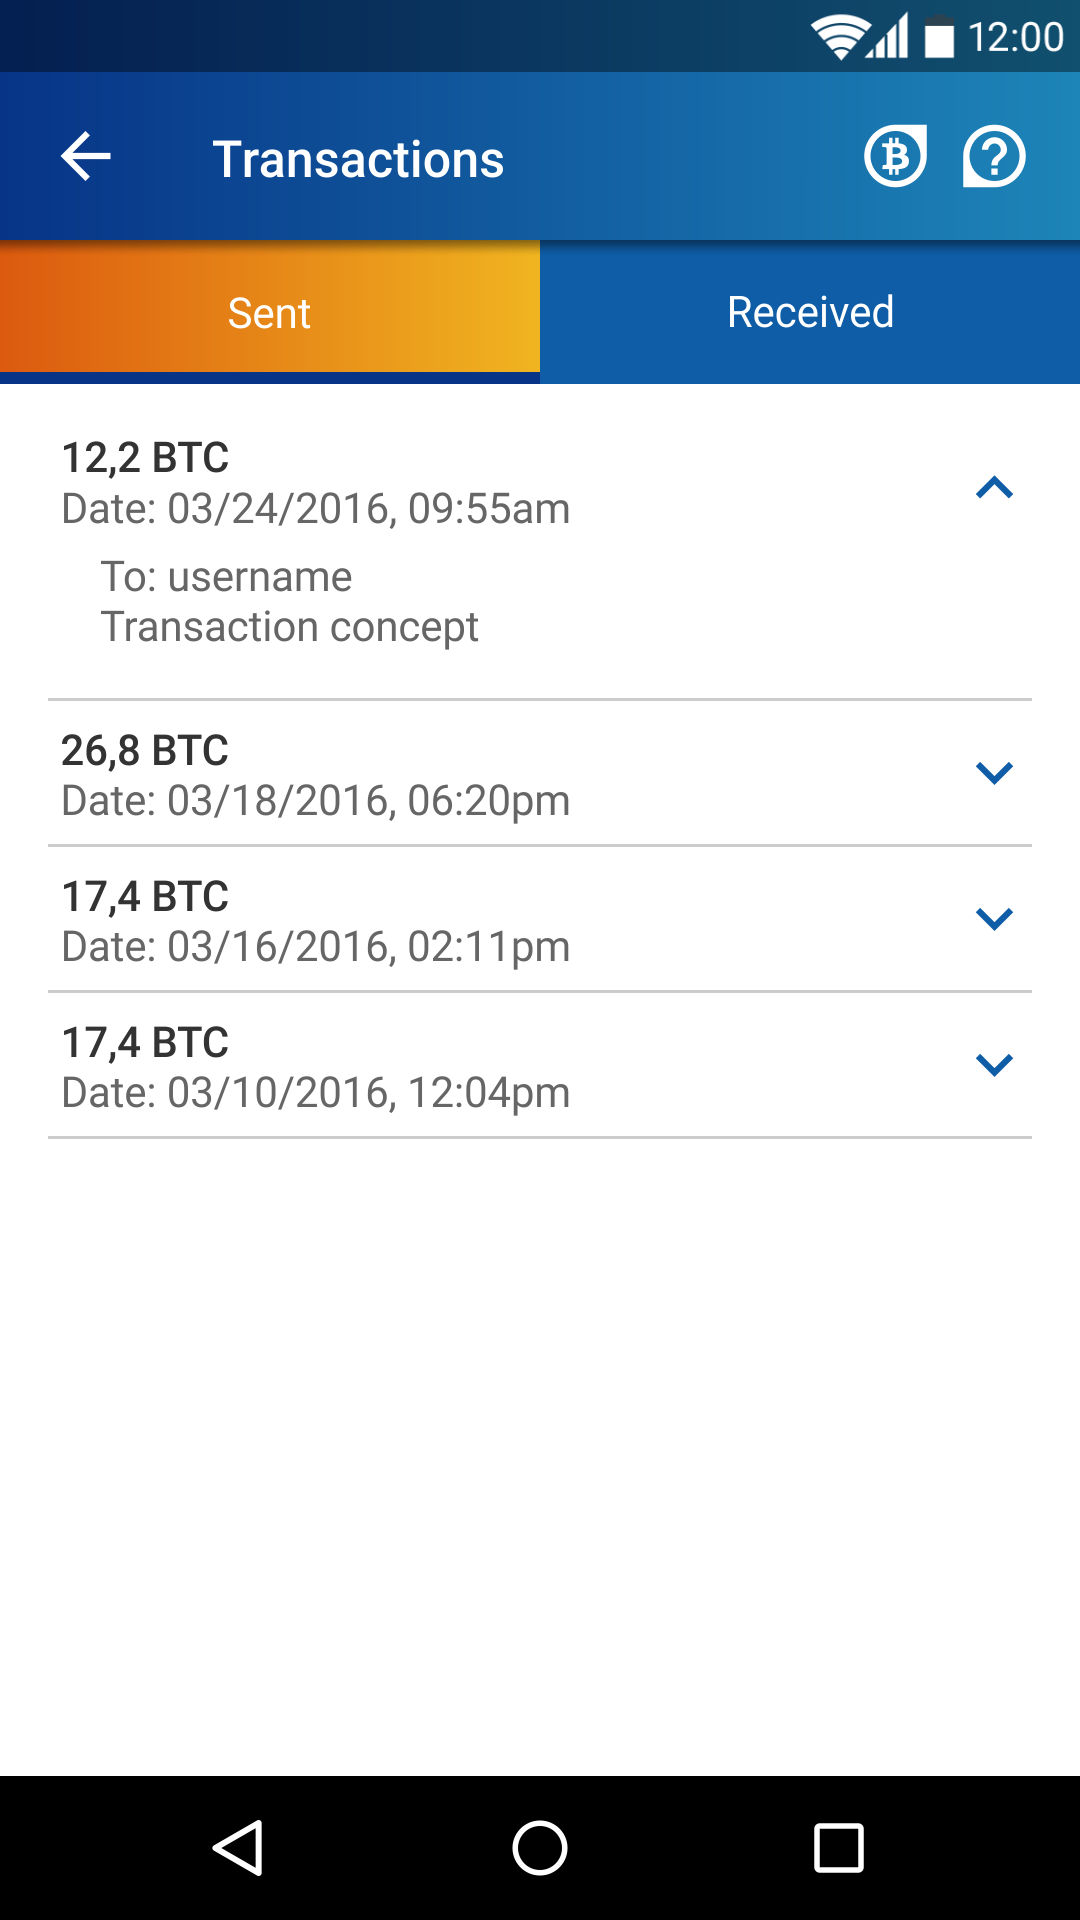 12:00
Transactions
Sent
Received
12,2 BTC
Date: 03/24/2016, 09:55am
To: username
Transaction concept
26,8 BTC
Date: 03/18/2016, 06:20pm
17,4 BTC
Date: 03/16/2016, 02:11pm
17,4 BTC
Date: 03/10/2016, 12:04pm